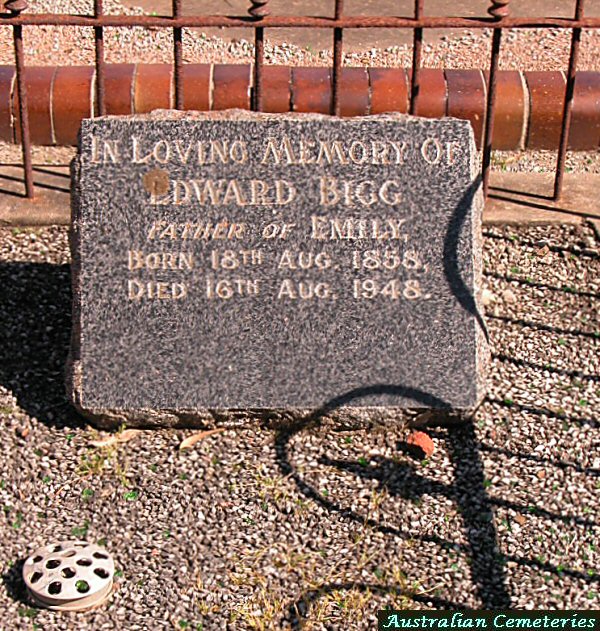 IN LOVING MEMORY OF
EDWARD BIGG
FATHER OF EMILY,
BORN 18TH AUG. 1858,
DIED 16TH AUG. 1948.
Australian Cemeteries